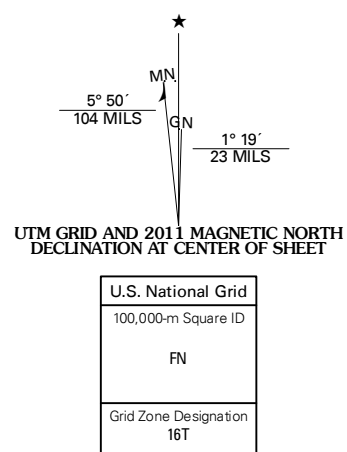 ★
MN
5° 50´
104 MILS
GN
1° 19´
23 MILS
UTM GRID AND 2011 MAGNETIC NORTH
DECLINATION AT CENTER OF SHEET
U.S. National Grid
100,000-m Square ID
FN
Grid Zone Designation
16T